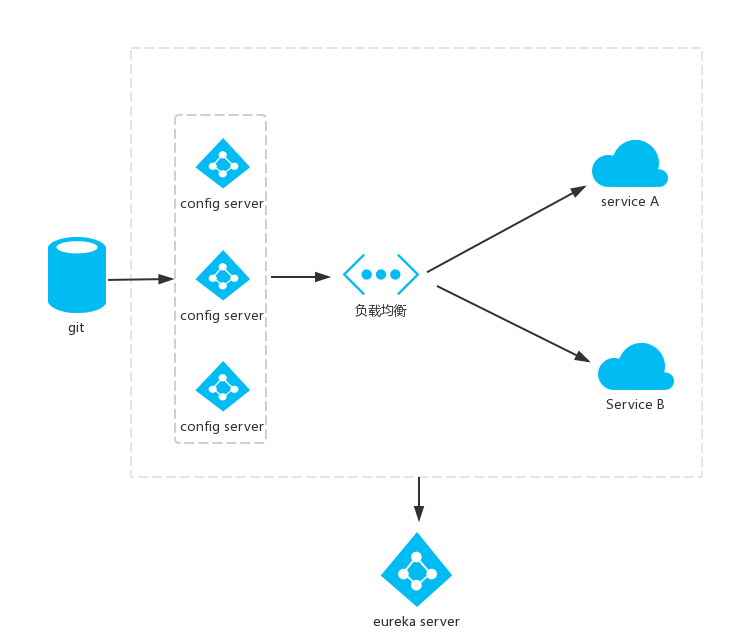 config server
service A
config server
git
负载均衡
Service B
config server
eureka server